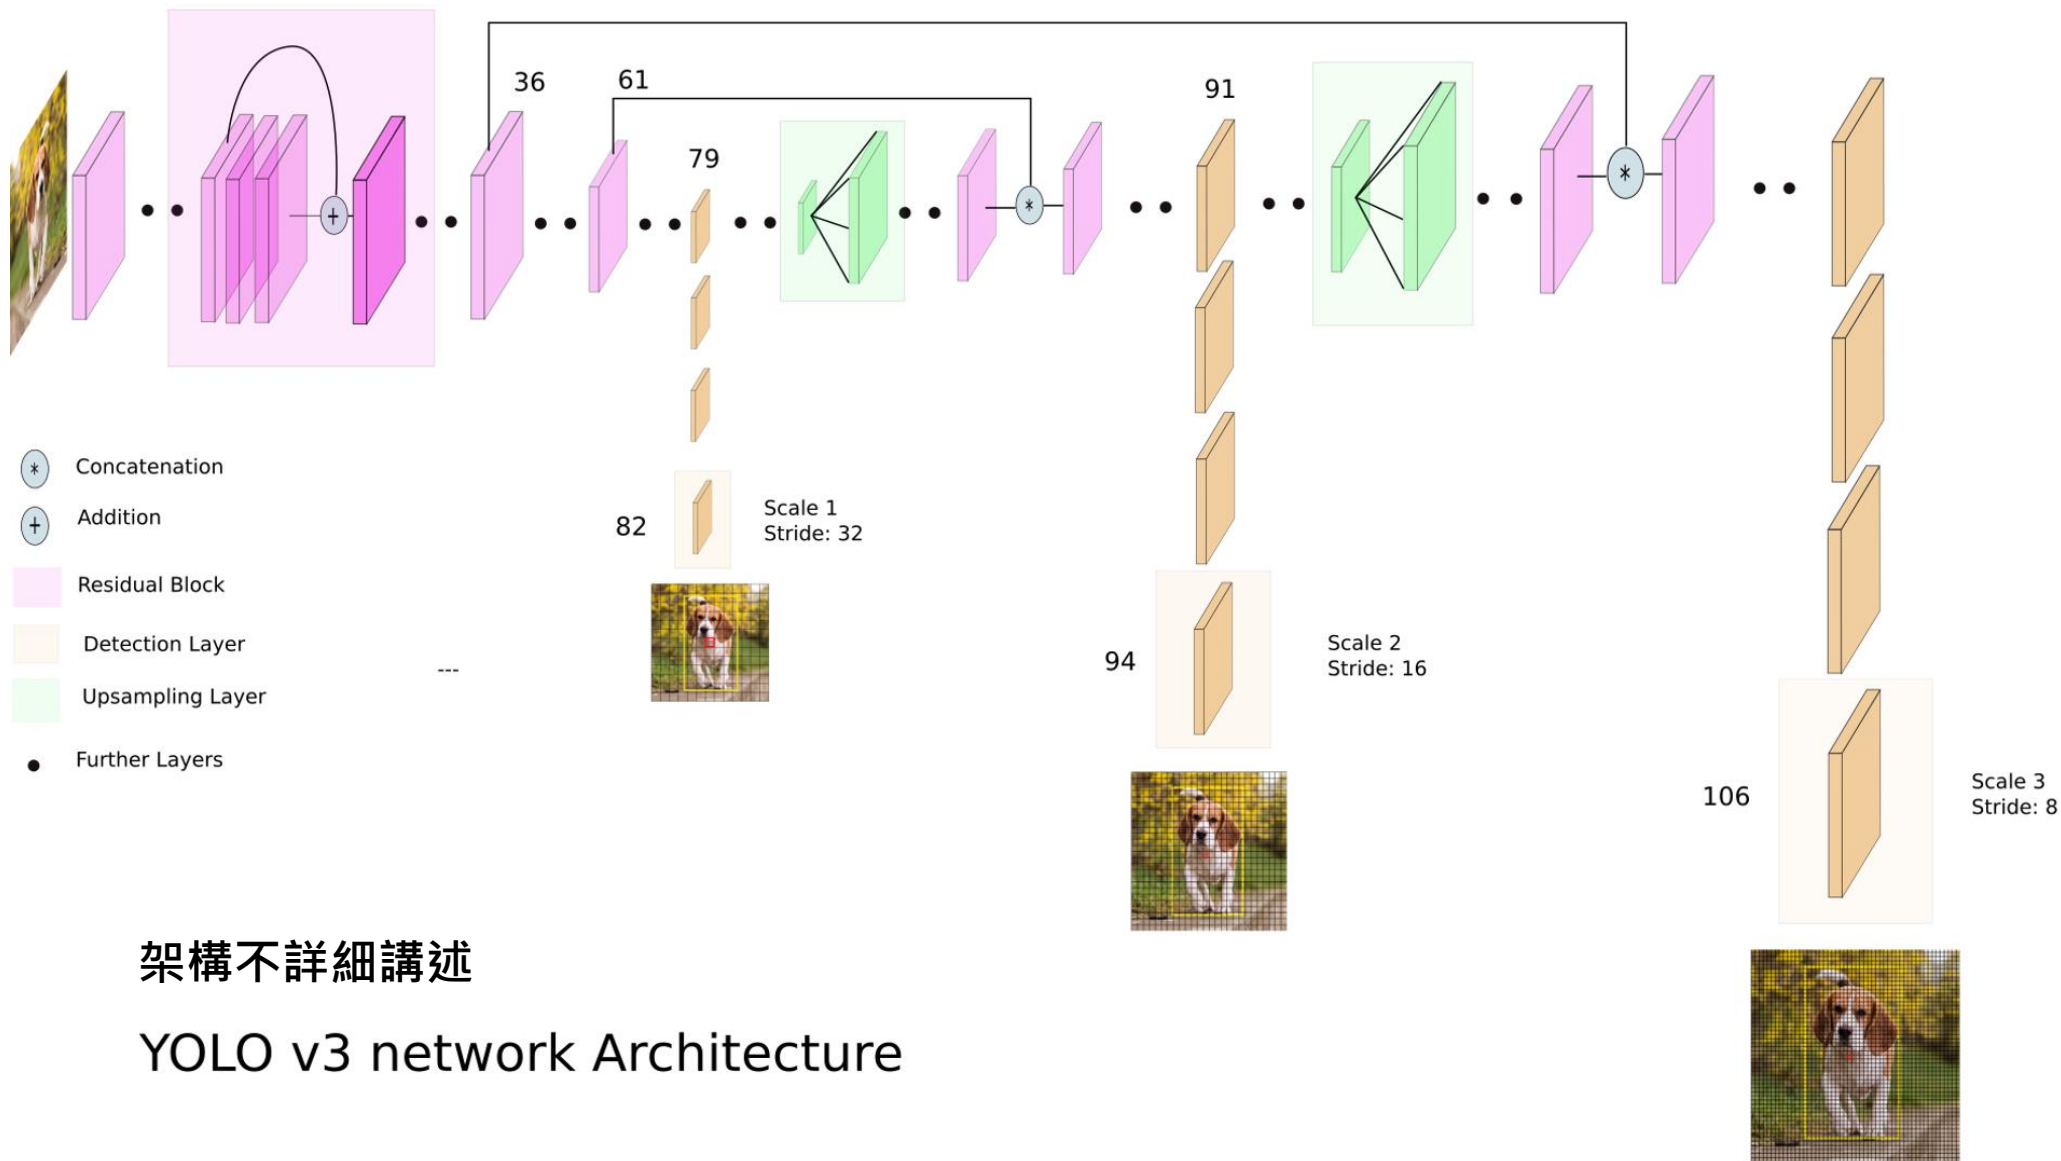 36
61
91
79
*
*
+
* Concatenation
+ Addition
Residual Block
Detection Layer
Upsampling Layer
Further Layers
---
82
Scale 1
Stride: 32
94
Scale 2
Stride: 16
106
Scale 3
Stride: 8
架構不詳細講述
YOLO v3 network Architecture